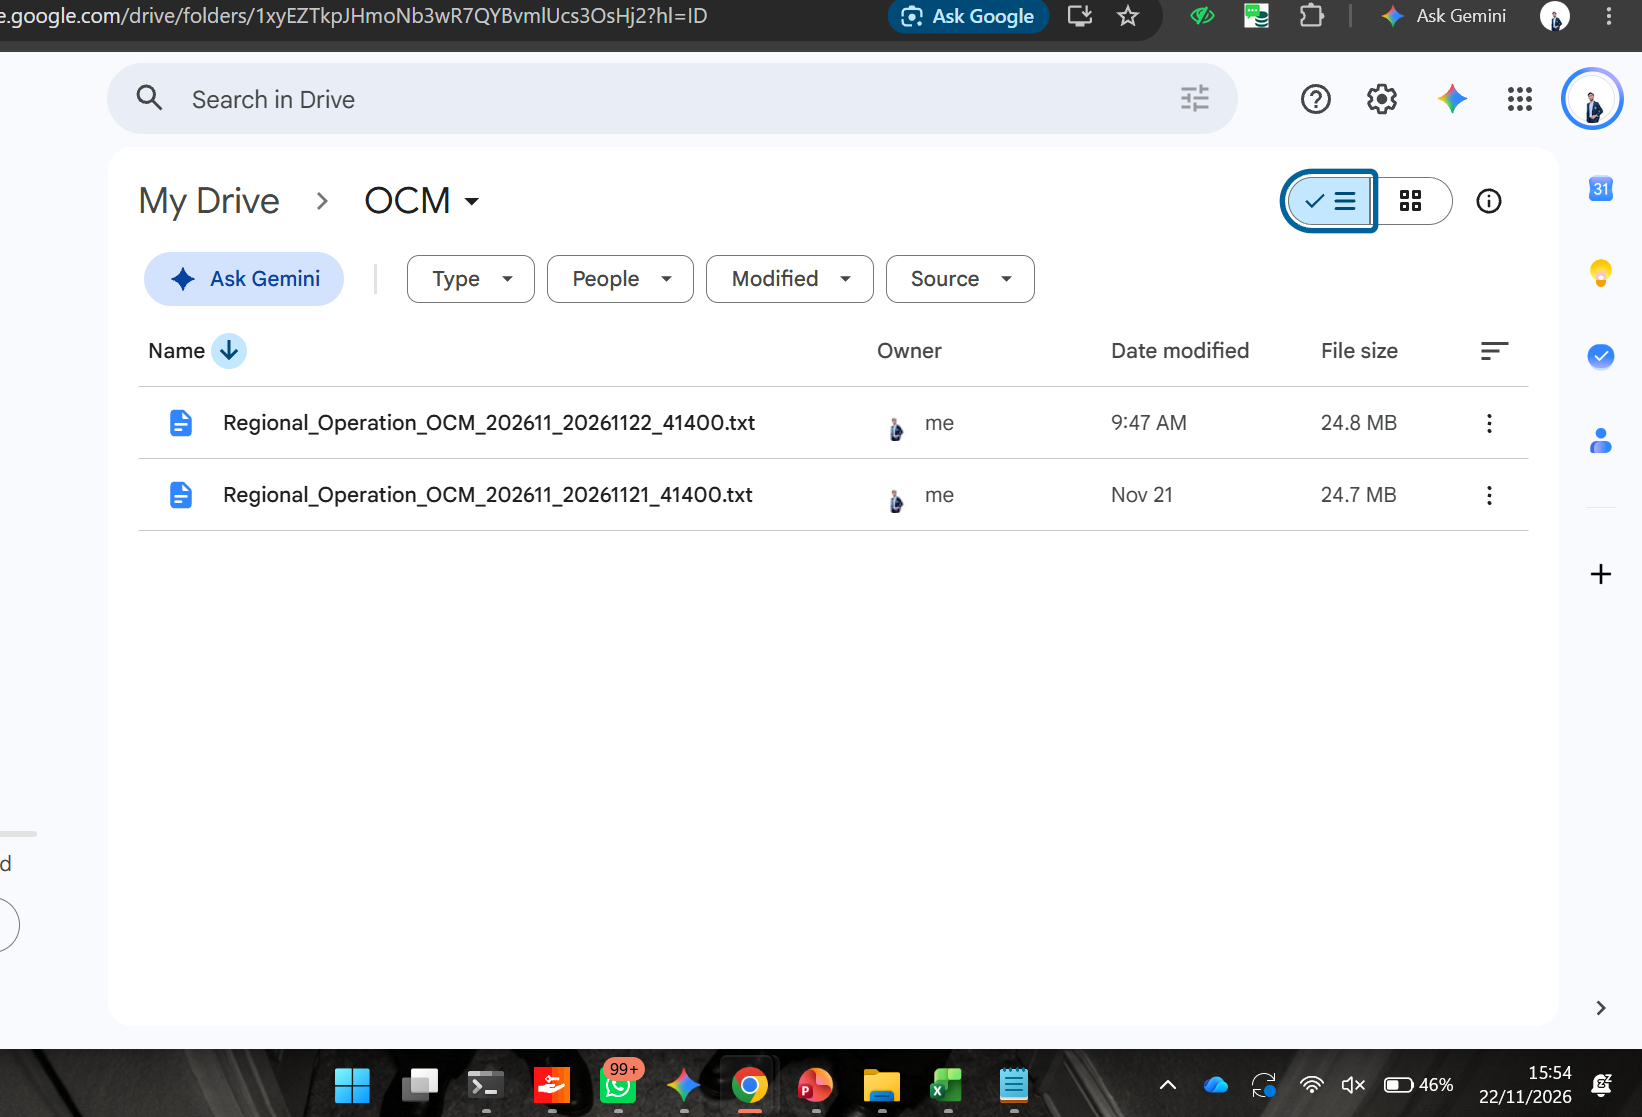 e.google.com/drive/folders/1xyEZTkpJHmoNb3wR7QYBvmlUcs3OsHj2?hl=ID
Ask Google
Ask Gemini
Search in Drive
31
My Drive
OCM
Ask Gemini
Type
People
Modified
Source
Name
Owner
Date modified
File size
Regional_Operation_OCM_202611_20261122_41400.txt
me
9:47 AM
24.8 MB
Regional_Operation_OCM_202611_20261121_41400.txt
me
Nov 21
24.7 MB
d
99+
46%
15:54
22/11/2026